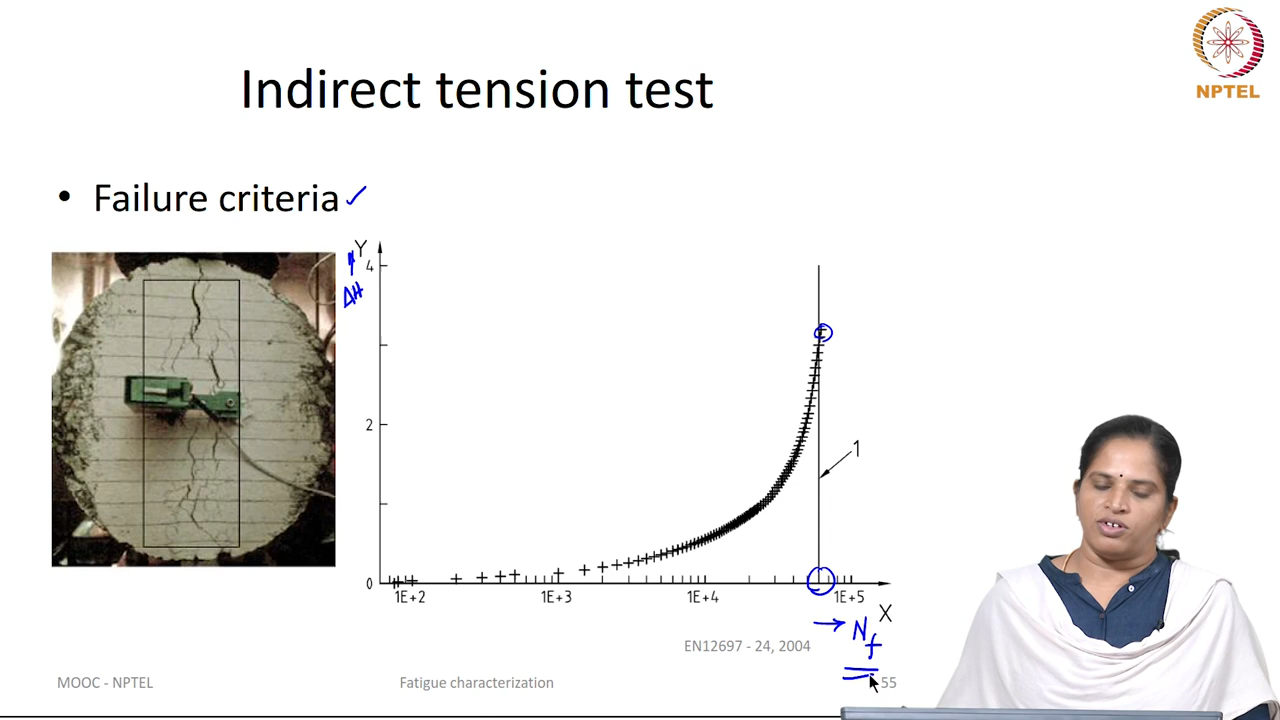 NPTEL
Indirect tension test
• Failure criteria ✓
Y
4
ΔH
2
1
0
1E+2
1E+3
1E+4
1E+5
X
→ Nf
EN12697 - 24, 2004
MOOC - NPTEL
Fatigue characterization
55